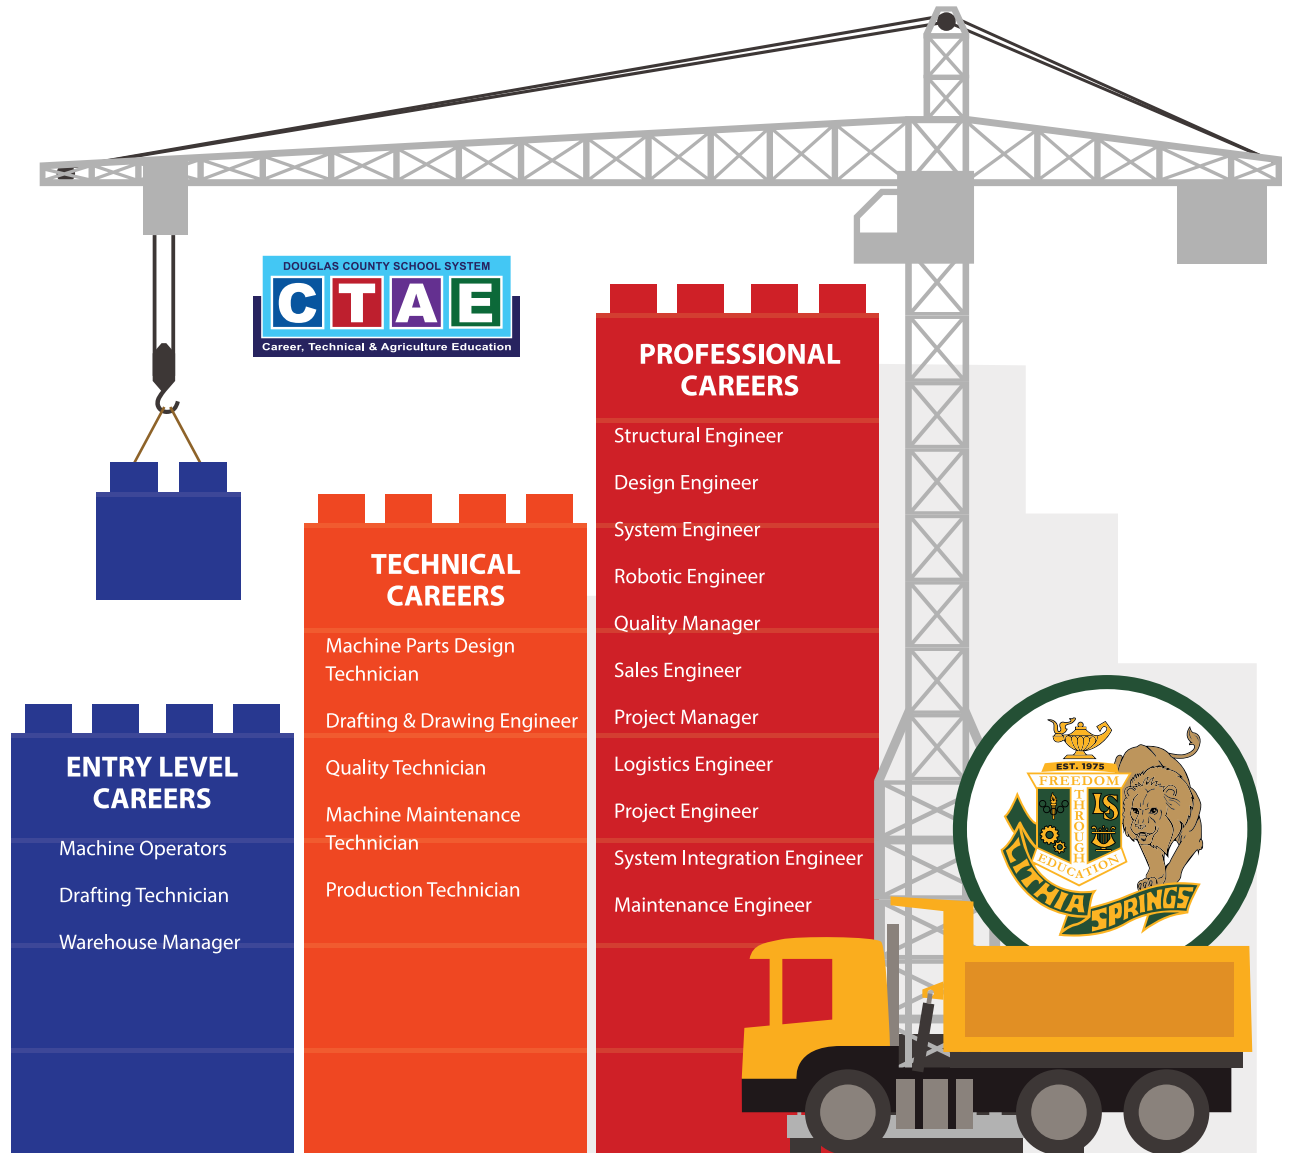 DOUGLAS COUNTY SCHOOL SYSTEM
CTAE
Career, Technical & Agriculture Education
PROFESSIONAL
CAREERS
Structural Engineer
Design Engineer
System Engineer
Robotic Engineer
Quality Manager
Sales Engineer
Project Manager
Logistics Engineer
Project Engineer
System Integration Engineer
Maintenance Engineer
TECHNICAL
CAREERS
Machine Parts Design
Technician
Drafting & Drawing Engineer
Quality Technician
Machine Maintenance
Technician
Production Technician
ENTRY LEVEL
CAREERS
Machine Operators
Drafting Technician
Warehouse Manager
EST. 1975
FREEDOM
THROUGH
LS
EDUCATION
LITHIA
SPRINGS